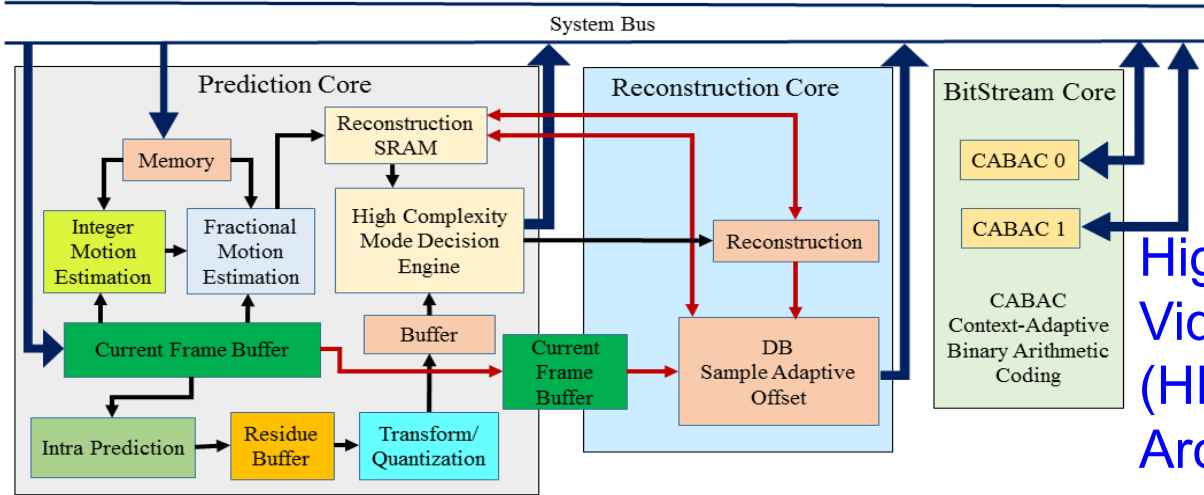 System Bus
Prediction Core
Reconstruction
SRAM
Memory
Integer
Motion
Estimation
Fractional
Motion
Estimation
High Complexity
Mode Decision
Engine
Current Frame Buffer
Buffer
Intra Prediction
Residue
Buffer
Transform/
Quantization
Current
Frame
Buffer
Reconstruction Core
Reconstruction
DB
Sample Adaptive
Offset
BitStream Core
CABAC 0
CABAC 1
CABAC
Context-Adaptive
Binary Arithmetic
Coding